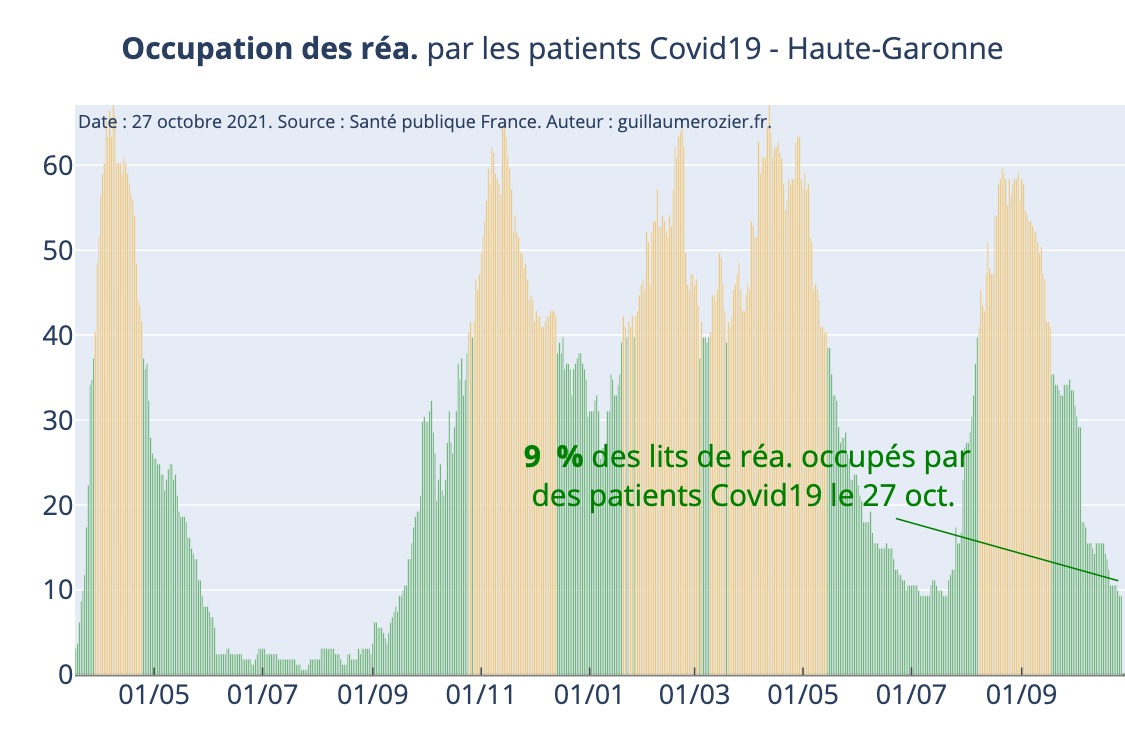 Occupation des réa. par les patients Covid19 - Haute-Garonne
Date : 27 octobre 2021. Source : Santé publique France. Auteur : guillaumerozier.fr.
60
50
40
30
20
10
0
9 % des lits de réa. occupés par
des patients Covid19 le 27 oct.
01/05 01/07 01/09 01/11 01/01 01/03 01/05 01/07 01/09